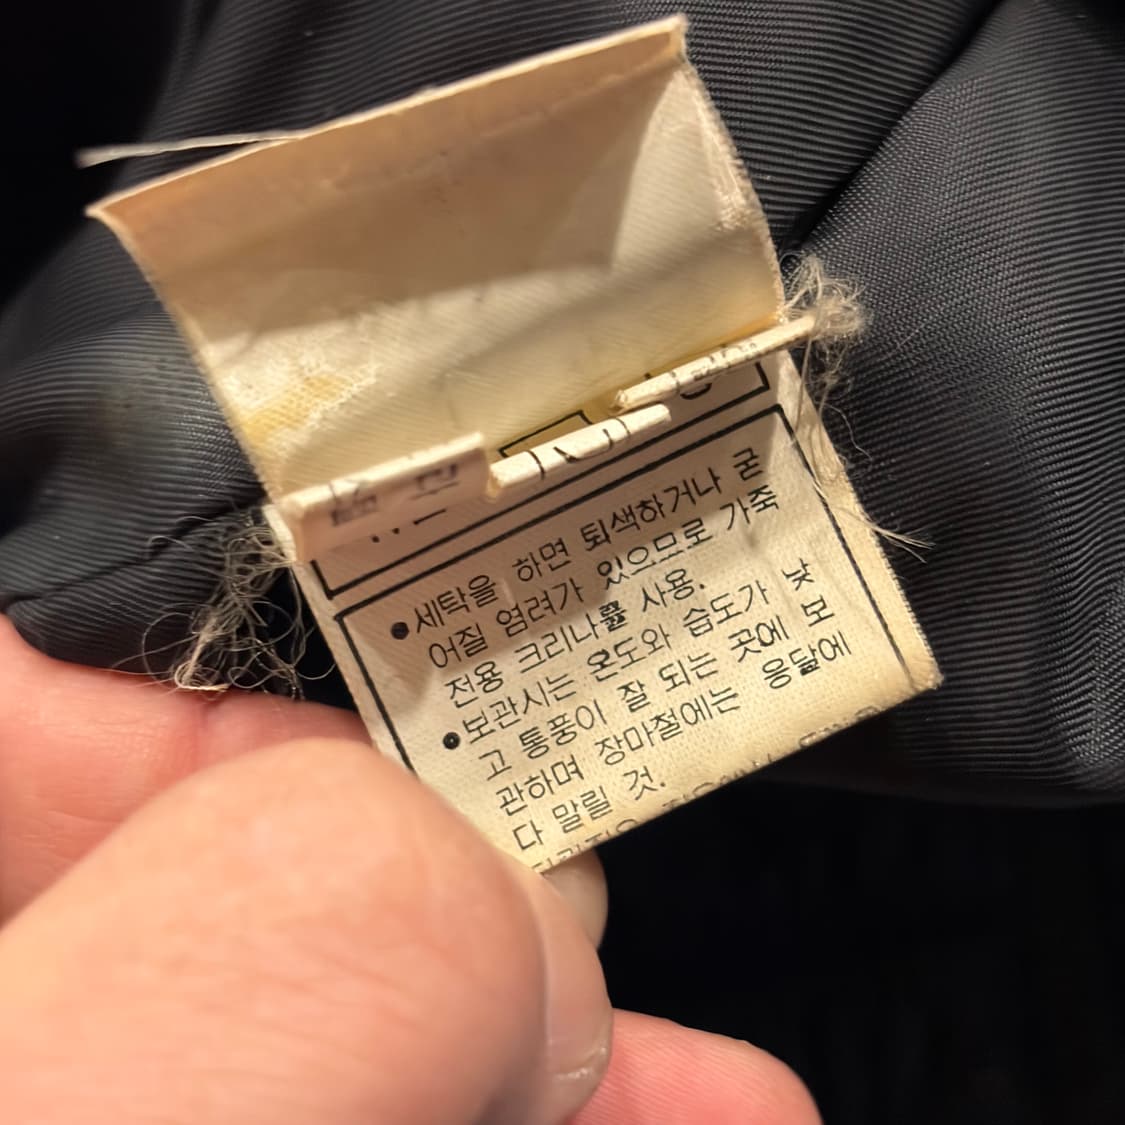 ●세탁을 하면 퇴색하거나 굳
어질 염려가 있으므로 가죽
전용 크리나를 사용.
●보관시는 온도와 습도가 낮
고 통풍이 잘 되는 곳에 보
관하며 장마철에는 응달에
다 말릴 것.